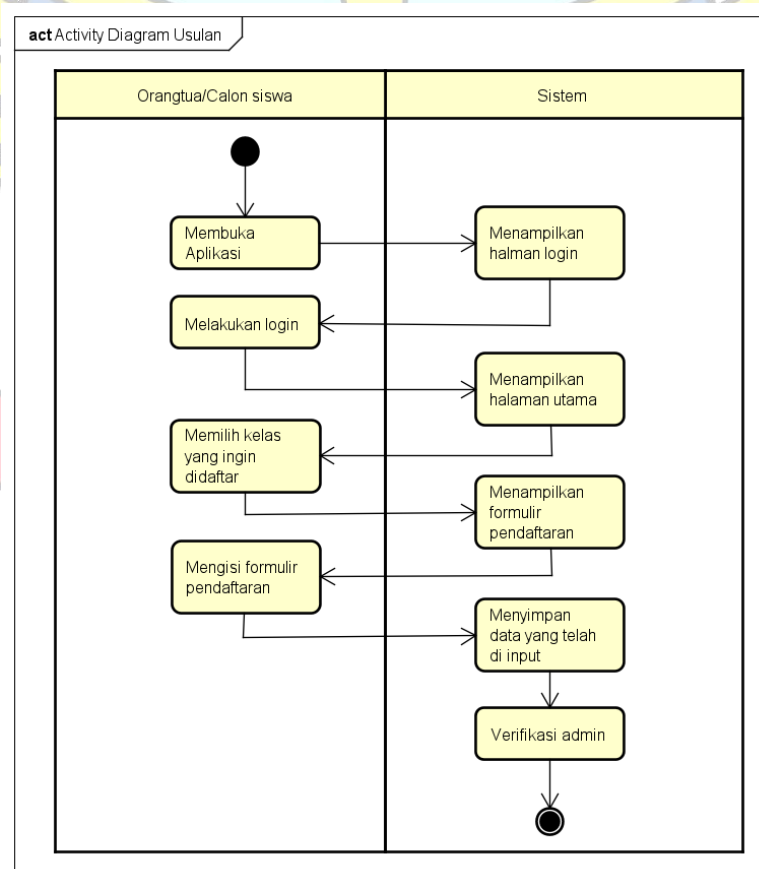 act Activity Diagram Usulan
Orangtua/Calon siswa
Sistem
Membuka
Aplikasi
Menampilkan
halman login
Melakukan login
Menampilkan
halaman utama
Memilih kelas
yang ingin
didaftar
Menampilkan
formulir
pendaftaran
Mengisi formulir
pendaftaran
Menyimpan
data yang telah
di input
Verifikasi admin